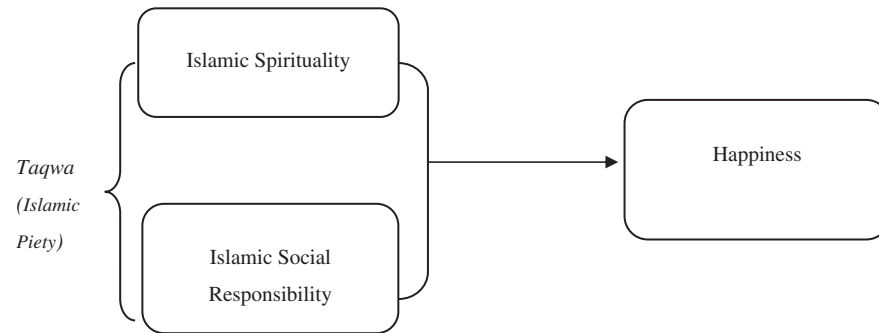 Islamic Spirituality
Taqwa
(Islamic
Piety)
Islamic Social
Responsibility
Happiness